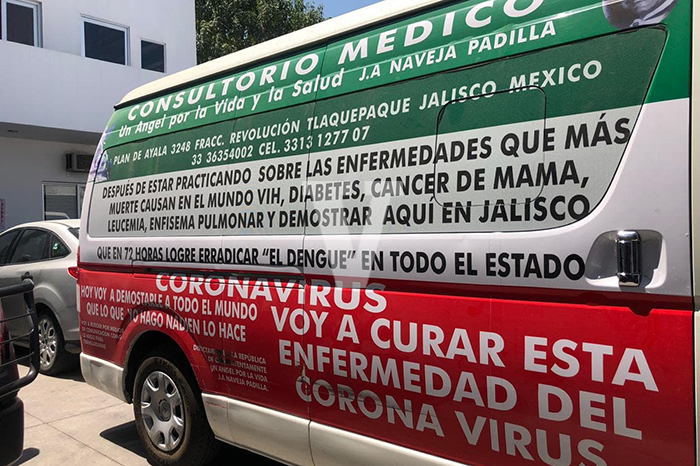 CONSULTORIO MEDICO
Un Angel por la Vida y la Salud J.A NAVEJA PADILLA
PLAN DE AYALA 3248 FRACC. REVOLUCIÓN TLAQUEPAQUE JALISCO MEXICO
33 36354002 CEL. 3313 1277 07
DESPUÉS DE ESTAR PRACTICANDO SOBRE LAS ENFERMEDADES QUE MÁS
MUERTE CAUSAN EN EL MUNDO VIH, DIABETES, CANCER DE MAMA,
LEUCEMIA, ENFISEMA PULMONAR Y DEMOSTRAR AQUÍ EN JALISCO
QUE EN 72 HORAS LOGRE ERRADICAR "EL DENGUE" EN TODO EL ESTADO
CORONAVIRUS
HOY VOY A DEMOSTARLE A TODO EL MUNDO
QUE LO QUE YO HAGO NADIEN LO HACE
VOY A CURAR ESTA
ENFERMEDAD DEL
CORONA VIRUS
DE LA REPÚBLICA
UN ANGEL POR LA VIDA
J.A NAVEJA PADILLA